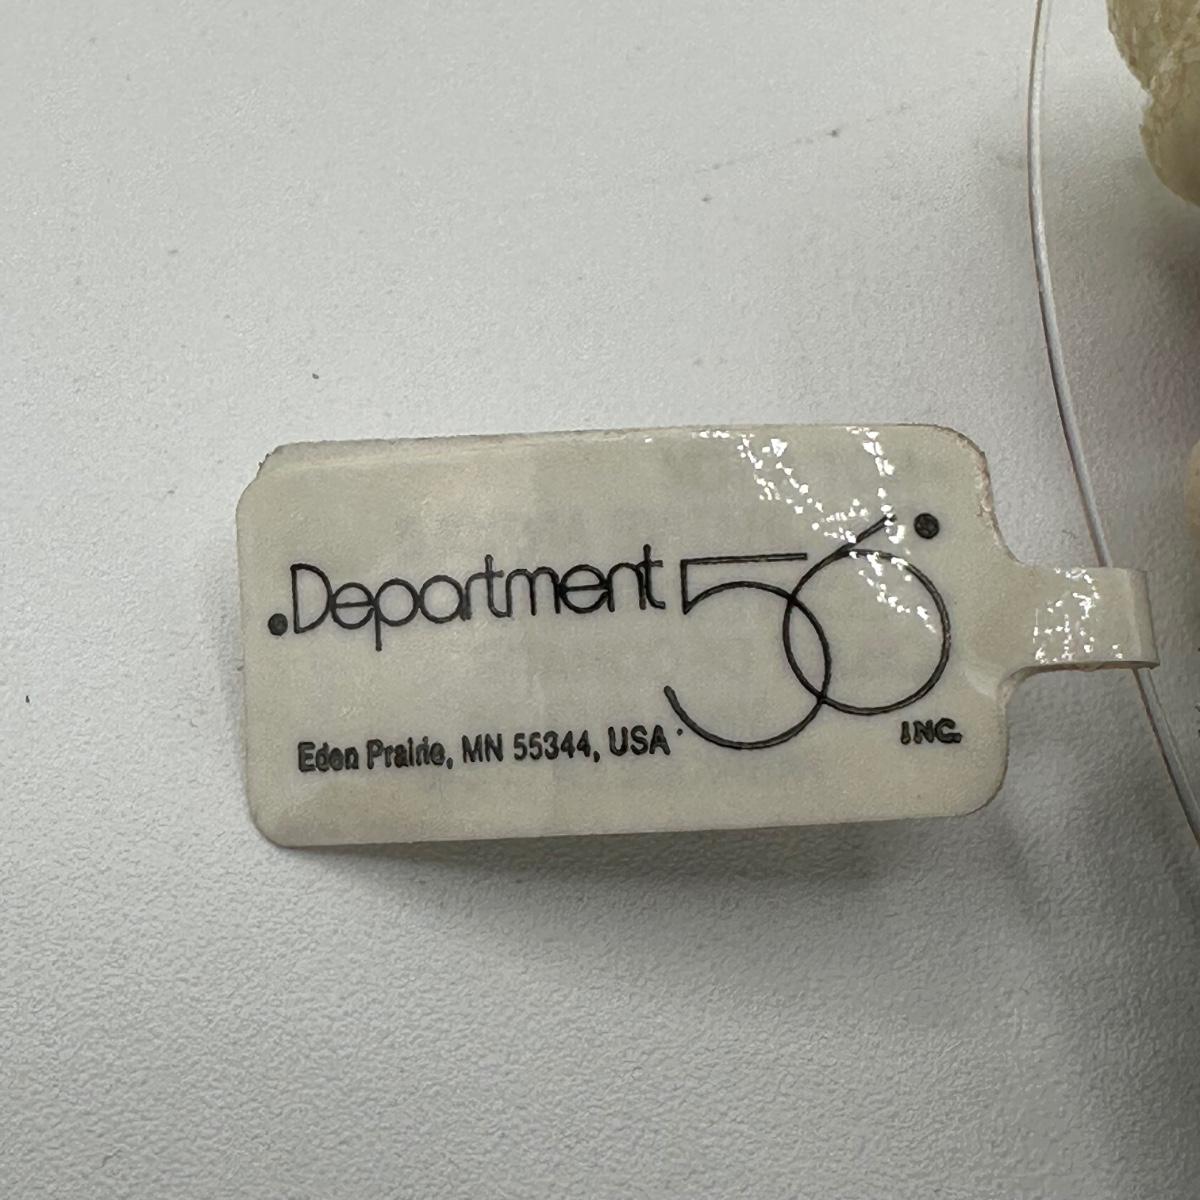 .Department 56®
INC.
Eden Prairie, MN 55344, USA